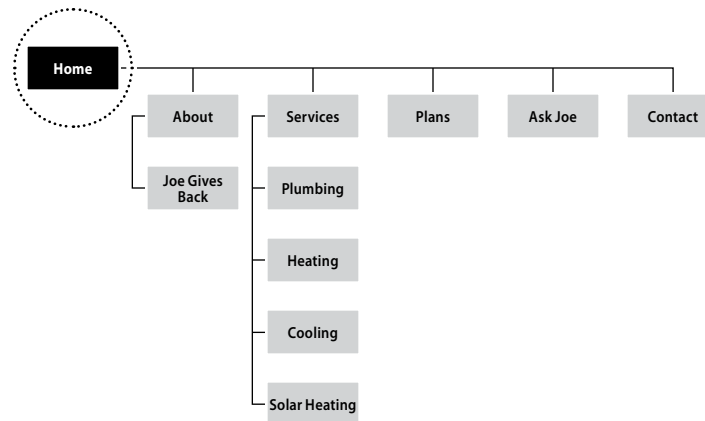 Home
About
Services
Plans
Ask Joe
Contact
Joe Gives
Back
Plumbing
Heating
Cooling
Solar Heating